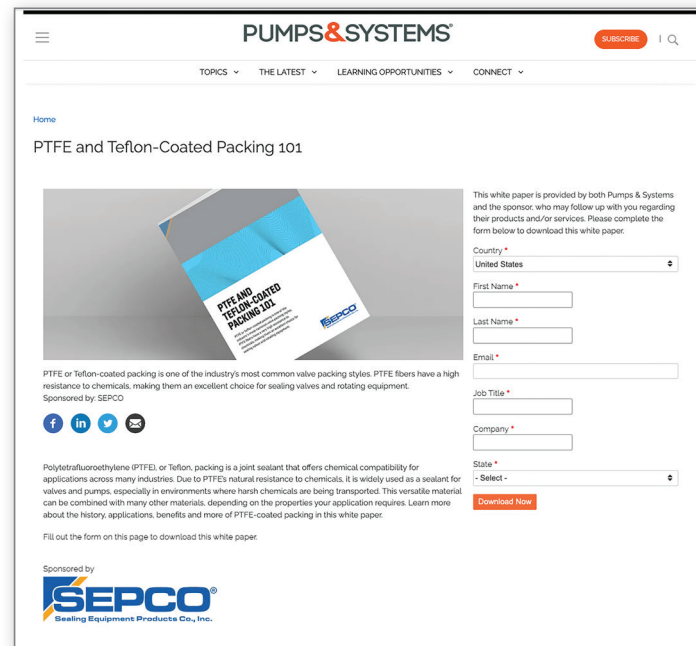 PUMPS&SYSTEMS®
SUBSCRIBE
TOPICS THE LATEST LEARNING OPPORTUNITIES CONNECT
Home
PTFE and Teflon-Coated Packing 101
PTFE AND
TEFLON-COATED
PACKING 101
SEPCO
PTFE or Teflon-coated packing is one of the industry's most common valve packing styles. PTFE fibers have a high
resistance to chemicals, making them an excellent choice for sealing valves and rotating equipment.
Sponsored by: SEPCO
Polytetrafluoroethylene (PTFE), or Teflon, packing is a joint sealant that offers chemical compatibility for
applications across many industries. Due to PTFE's natural resistance to chemicals, it is widely used as a sealant for
valves and pumps, especially in environments where harsh chemicals are being transported. This versatile material
can be combined with many other materials, depending on the properties your application requires. Learn more
about the history, applications, benefits and more of PTFE-coated packing in this white paper.
Fill out the form on this page to download this white paper.
Sponsored by
SEPCO®
Sealing Equipment Products Co., Inc.
This white paper is provided by both Pumps & Systems
and the sponsor, who may follow up with you regarding
their products and/or services. Please complete the
form below to download this white paper.
Country *
United States
First Name *
Last Name *
Email *
Job Title *
Company *
State *
- Select -
Download Now